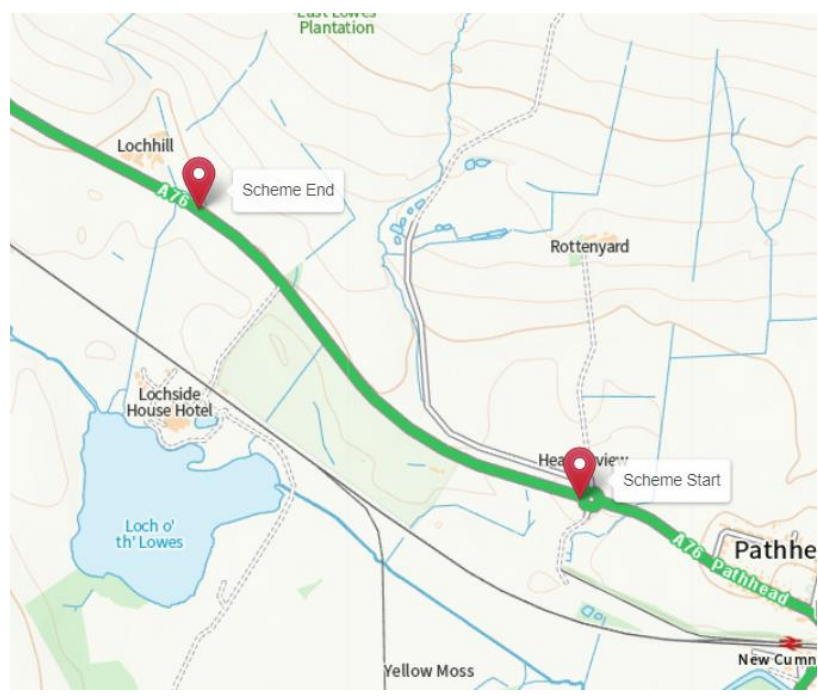 Plantation
Lochhill
A76
Scheme End
Rottenyard
Lochside
House Hotel
Scheme Start
Loch o'
th' Lowes
A76 Pathhead
Pathhe
Yellow Moss
New Cumn